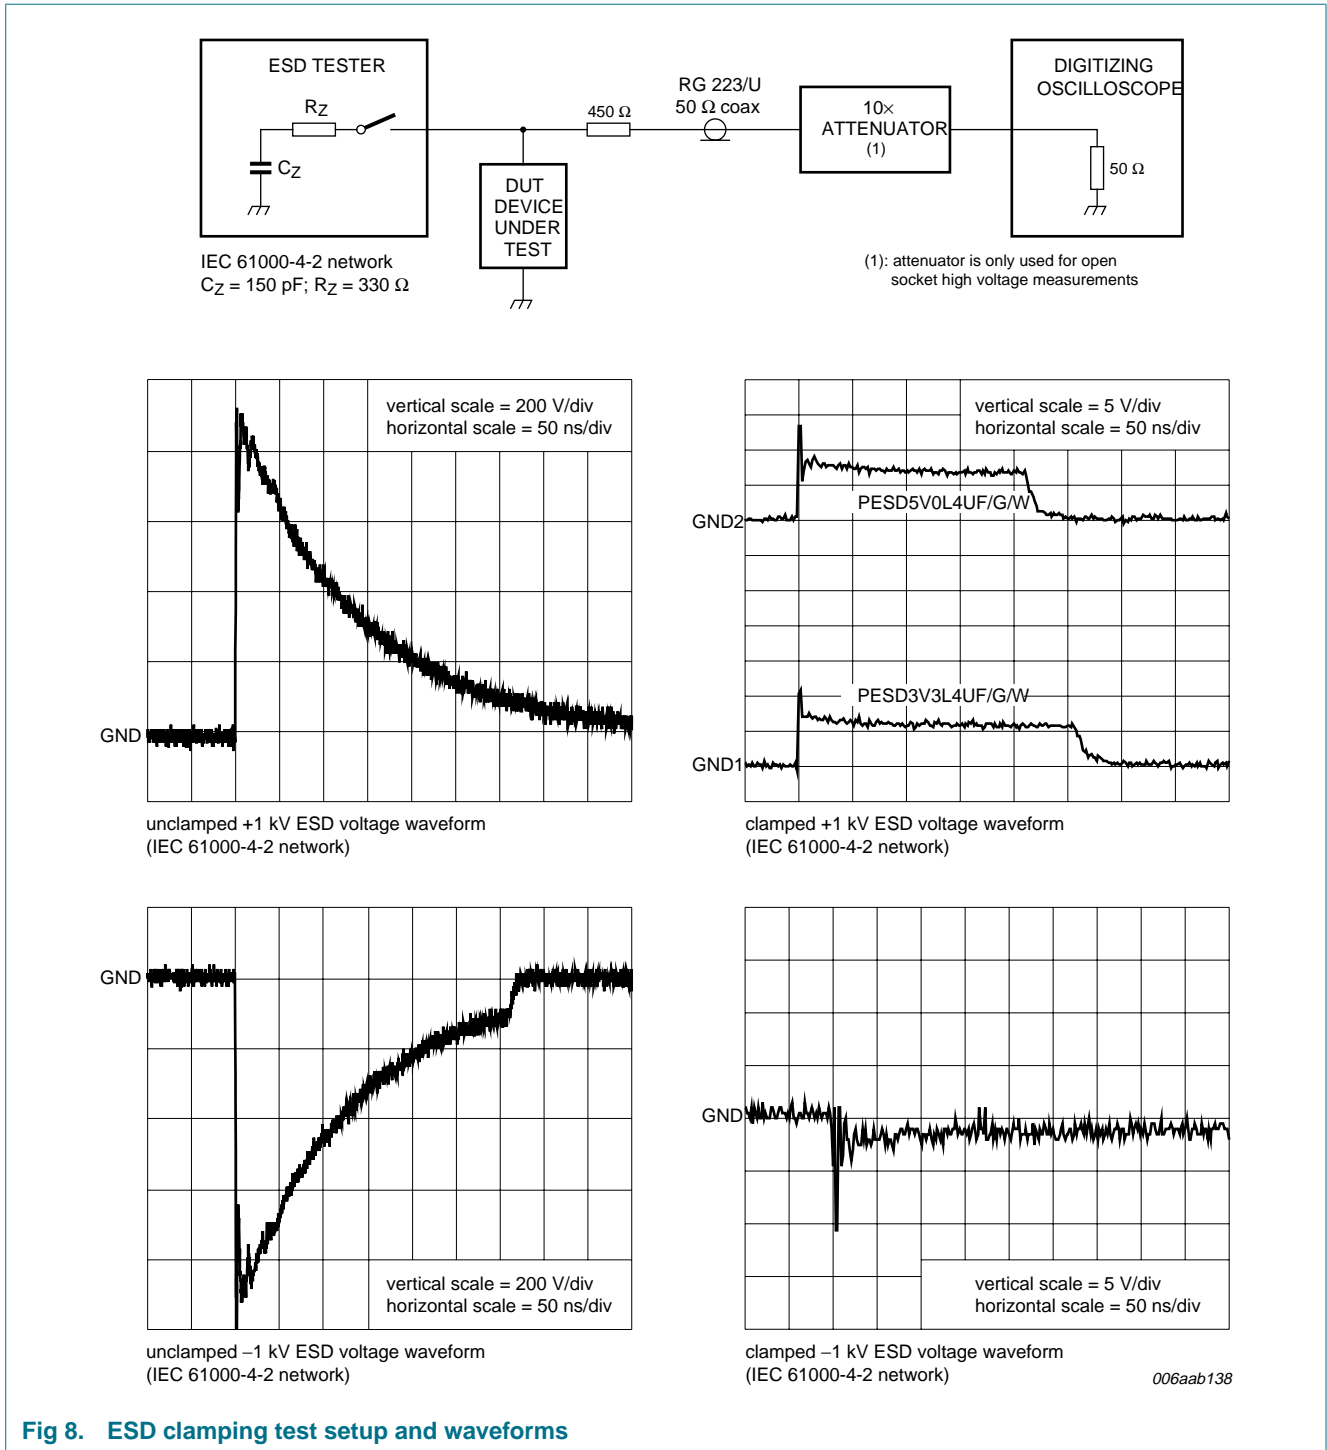 ESD TESTER
RZ
CZ
IEC 61000-4-2 network
CZ = 150 pF; RZ = 330 Ω
DUT
DEVICE
UNDER
TEST
450 Ω
RG 223/U
50 Ω coax
10×
ATTENUATOR
(1)
DIGITIZING
OSCILLOSCOPE
50 Ω
(1): attenuator is only used for open
socket high voltage measurements
vertical scale = 200 V/div
horizontal scale = 50 ns/div
GND
unclamped +1 kV ESD voltage waveform
(IEC 61000-4-2 network)
vertical scale = 5 V/div
horizontal scale = 50 ns/div
PESD5V0L4UF/G/W
GND2
PESD3V3L4UF/G/W
GND1
clamped +1 kV ESD voltage waveform
(IEC 61000-4-2 network)
GND
vertical scale = 200 V/div
horizontal scale = 50 ns/div
unclamped −1 kV ESD voltage waveform
(IEC 61000-4-2 network)
GND
vertical scale = 5 V/div
horizontal scale = 50 ns/div
clamped −1 kV ESD voltage waveform
(IEC 61000-4-2 network)
006aab138
Fig 8. ESD clamping test setup and waveforms